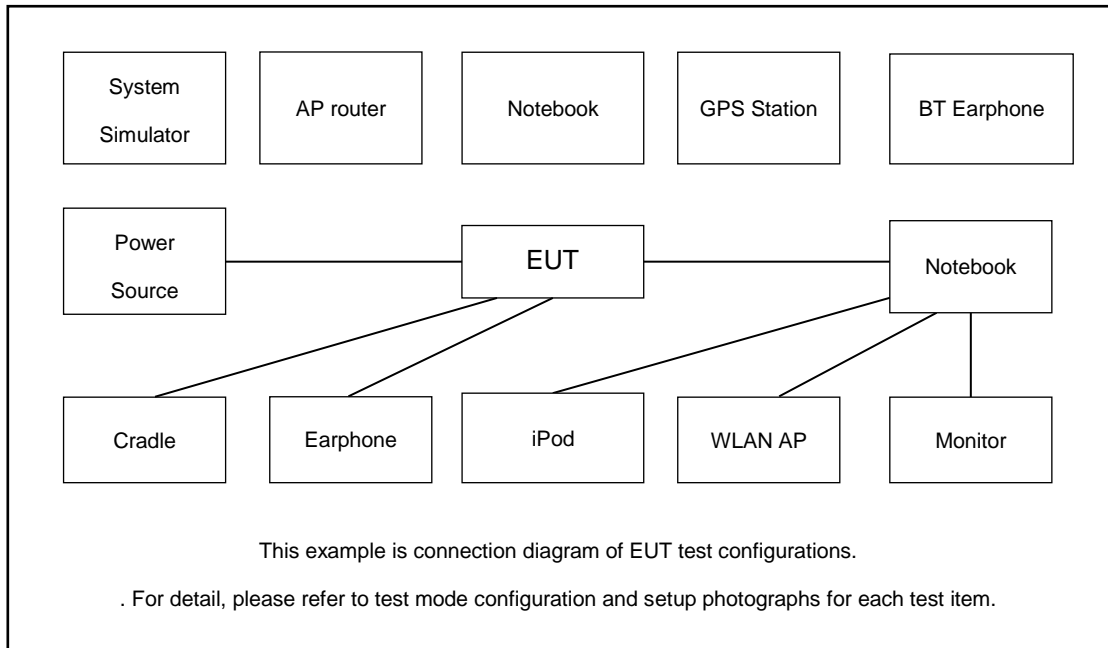 System
Simulator
AP router
Notebook
GPS Station
BT Earphone
Power
Source
EUT
Notebook
Cradle
Earphone
iPod
WLAN AP
Monitor
This example is connection diagram of EUT test configurations.
. For detail, please refer to test mode configuration and setup photographs for each test item.